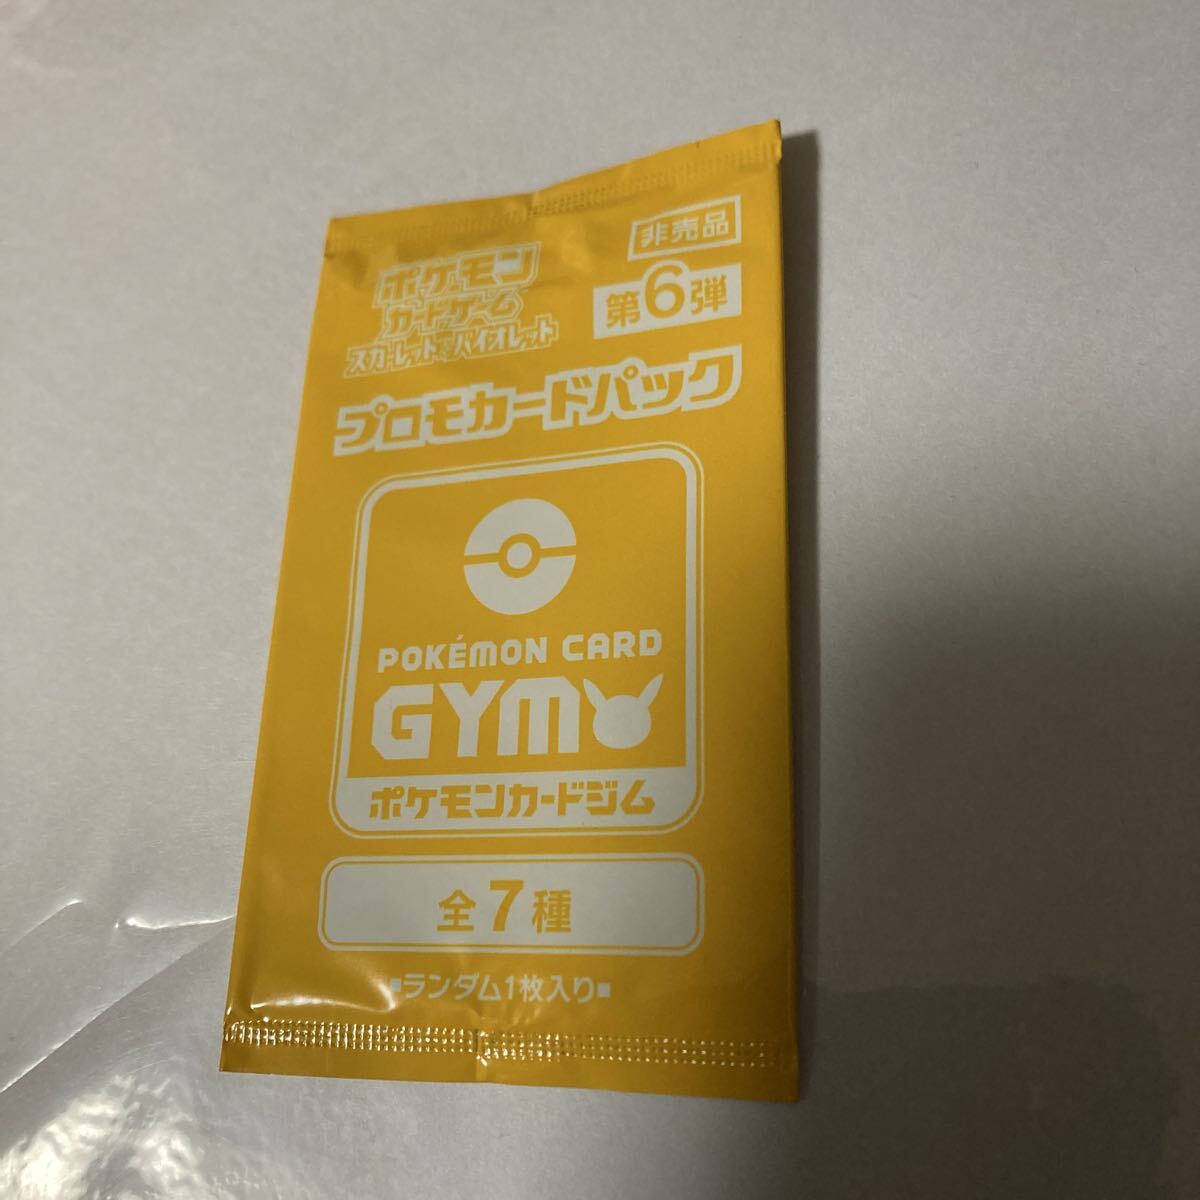 非売品
ポケモン
カードゲーム
スカーレット&バイオレット
第6弾
プロモカードパック
POKÉMON CARD
GYM
ポケモンカードジム
全7種
■ランダム1枚入り■